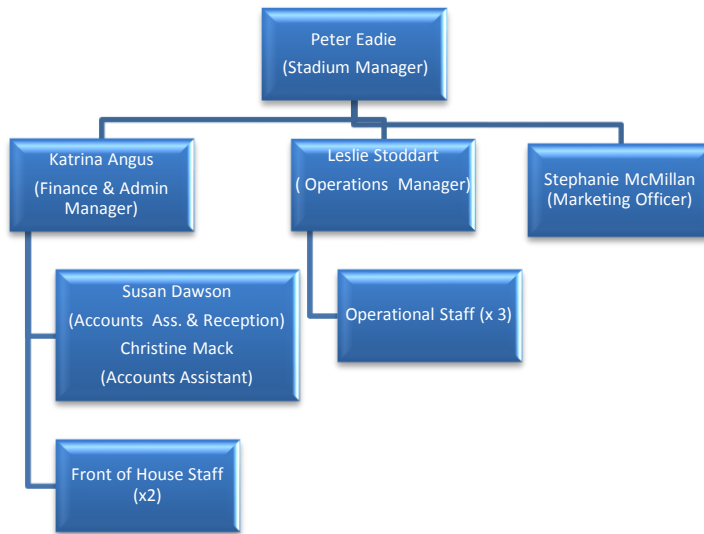 Peter Eadie
(Stadium Manager)
Katrina Angus
(Finance & Admin
Manager)
Leslie Stoddart
( Operations Manager)
Stephanie McMillan
(Marketing Officer)
Susan Dawson
(Accounts Ass. & Reception)
Christine Mack
(Accounts Assistant)
Operational Staff (x 3)
Front of House Staff
(x2)